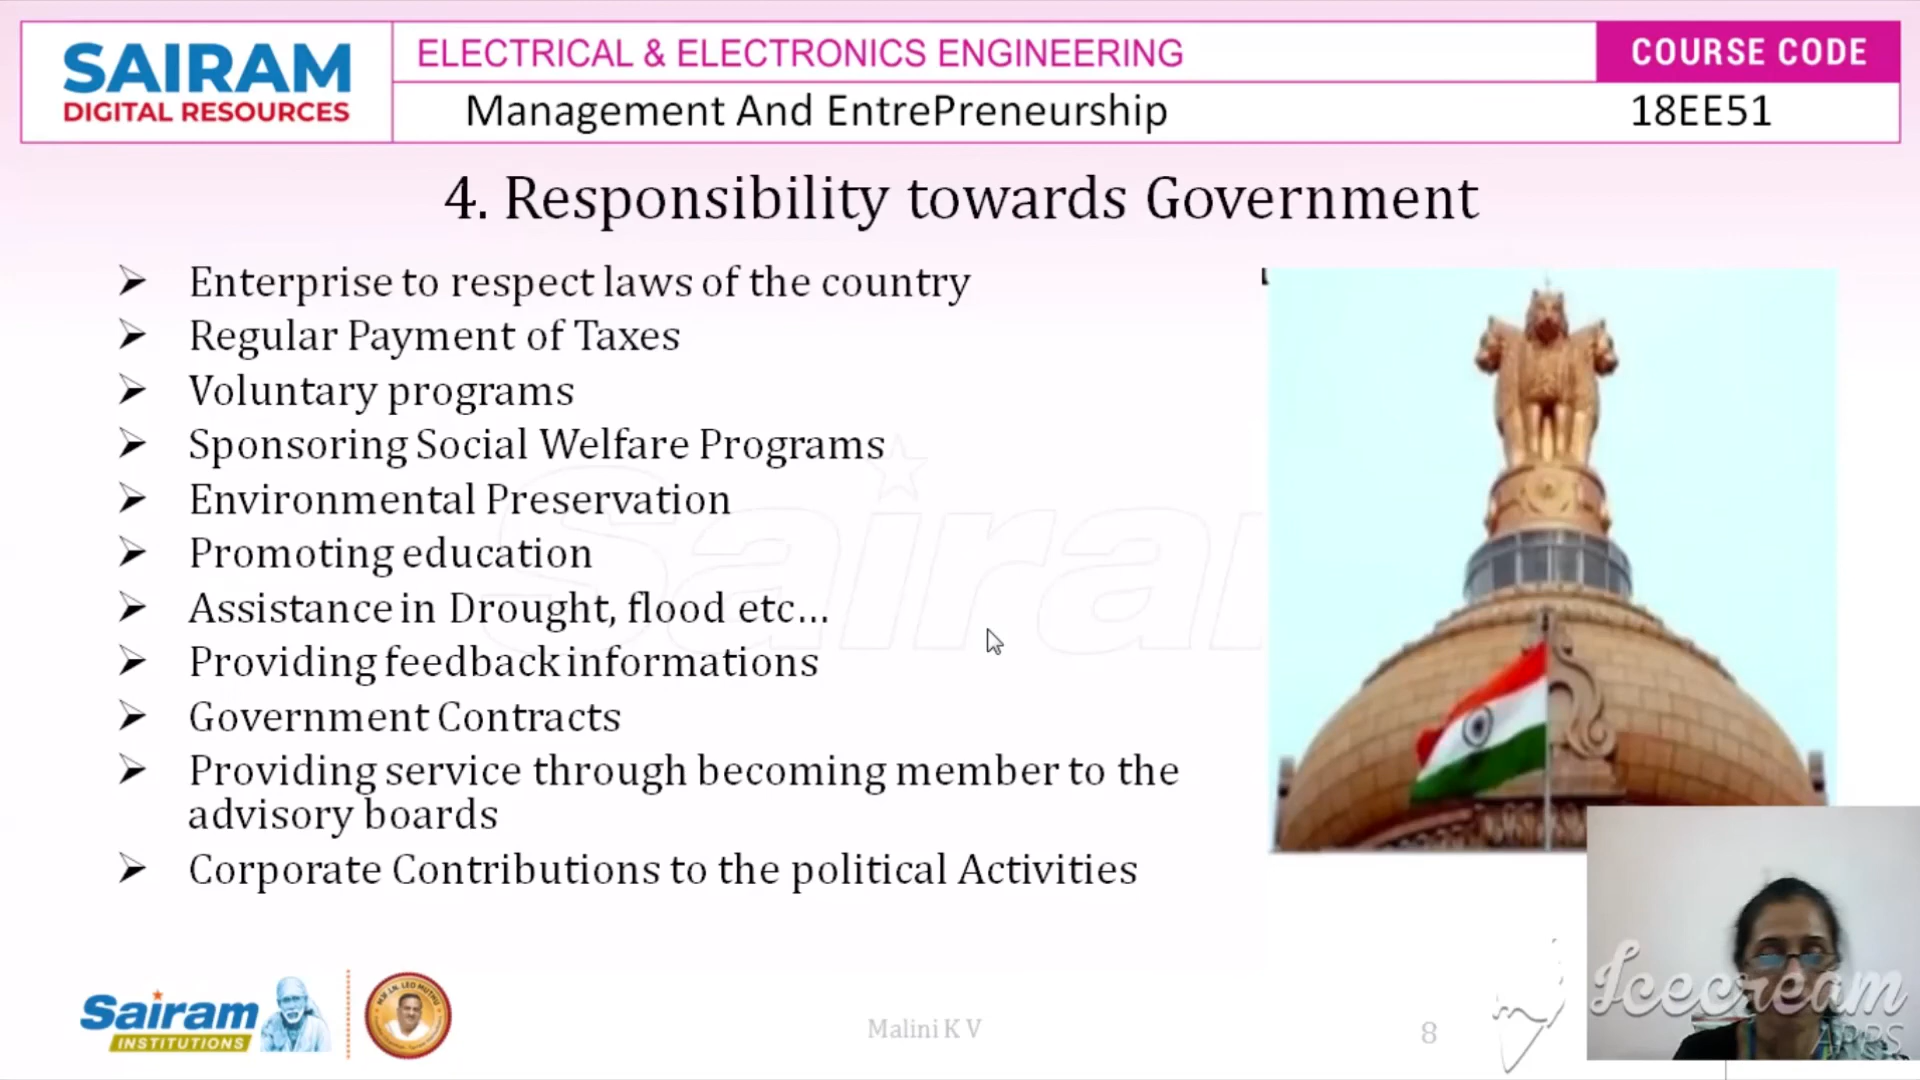 SAIRAM
DIGITAL RESOURCES
ELECTRICAL & ELECTRONICS ENGINEERING
COURSE CODE
Management And EntrePreneurship
18EE51
4. Responsibility towards Government
Enterprise to respect laws of the country
Regular Payment of Taxes
Voluntary programs
Sponsoring Social Welfare Programs
Environmental Preservation
Promoting education
Assistance in Drought, flood etc...
Providing feedback informations
Government Contracts
Providing service through becoming member to the
advisory boards
Corporate Contributions to the political Activities
Sairam
Sairam
INSTITUTIONS
Malini K V
8
Icecream
APPS